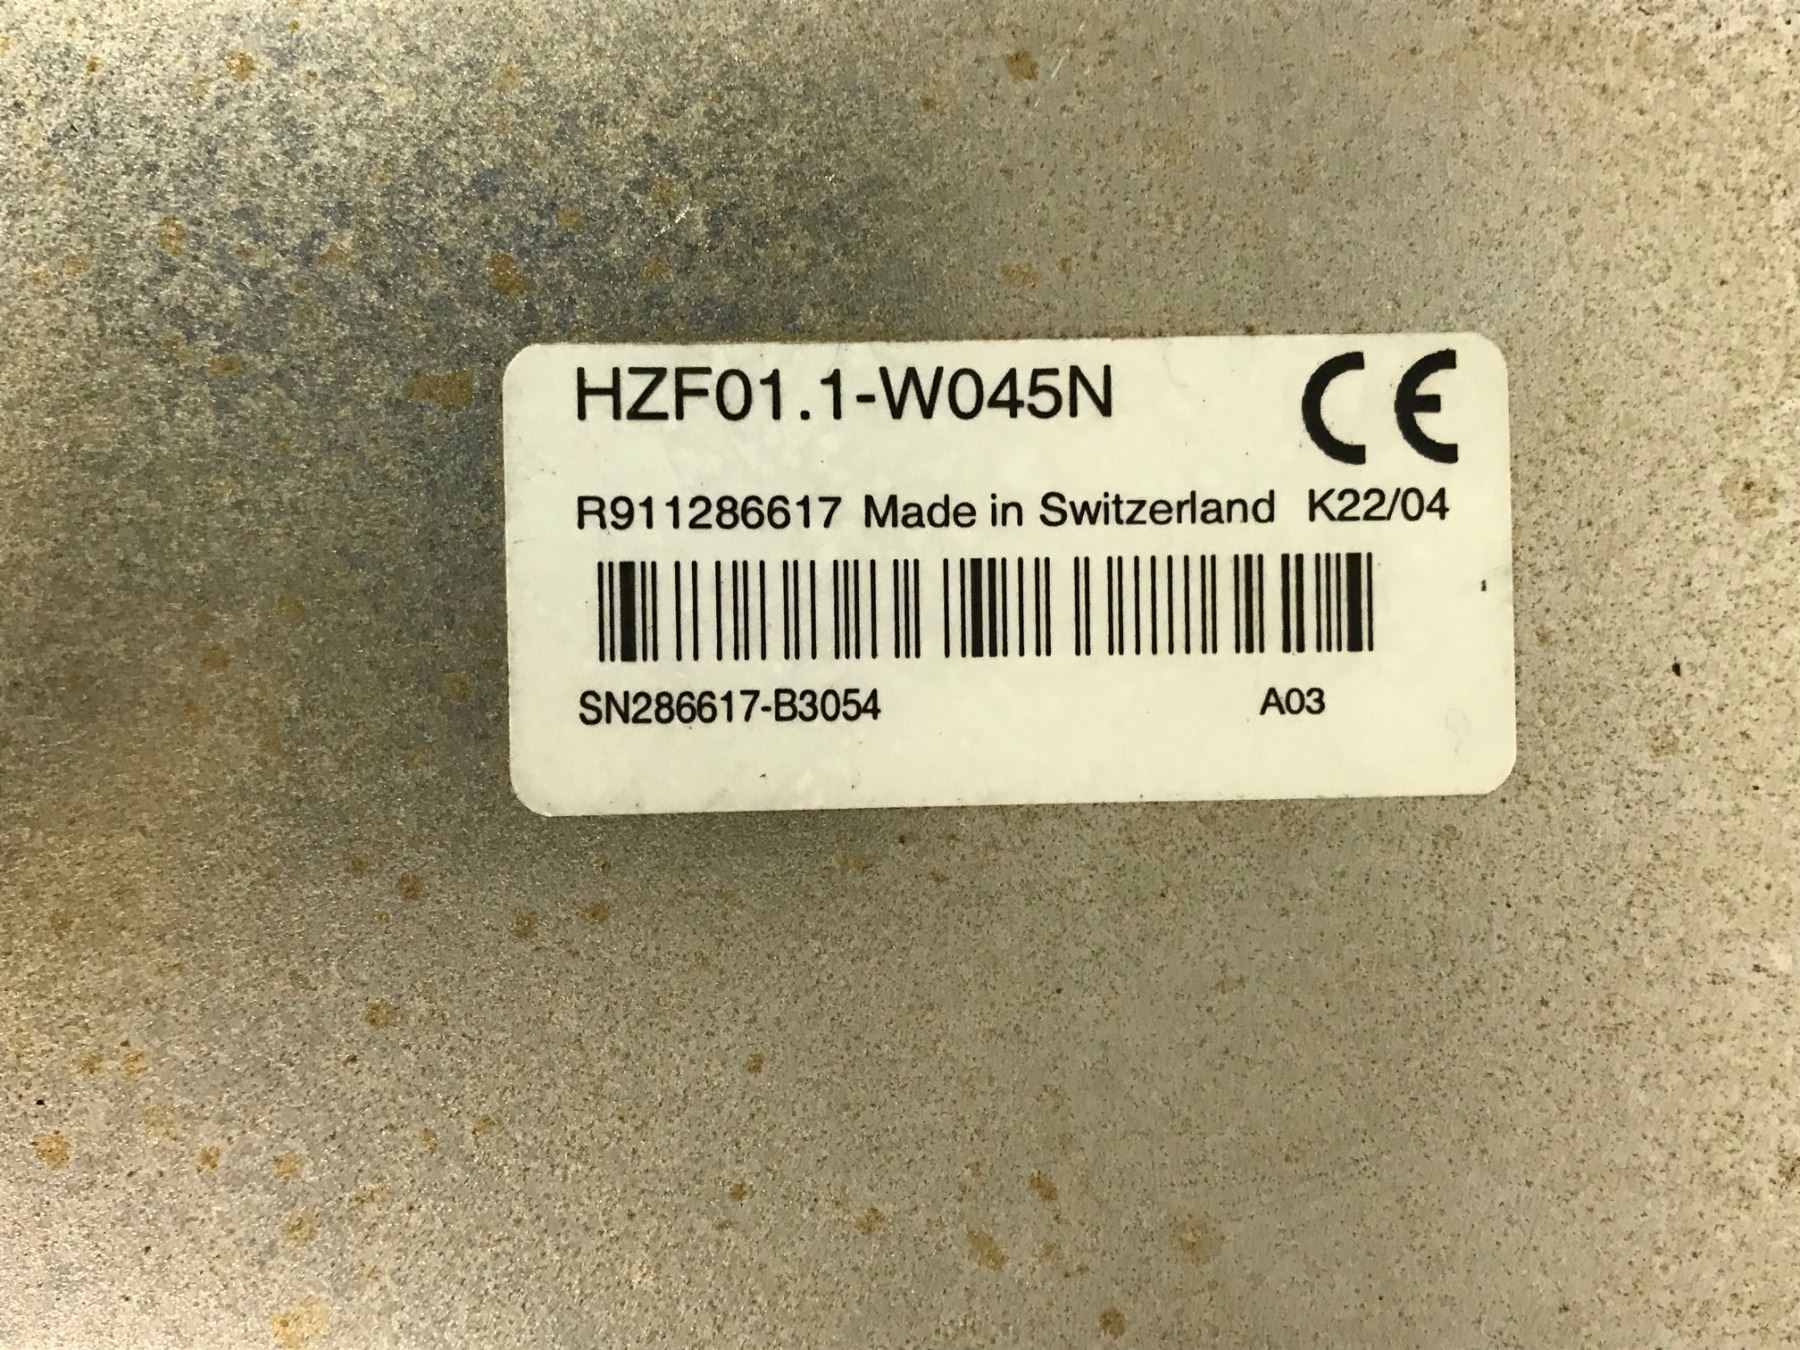 HZF01.1-W045N CE
R911286617 Made in Switzerland K22/04
SN286617-B3054 A03